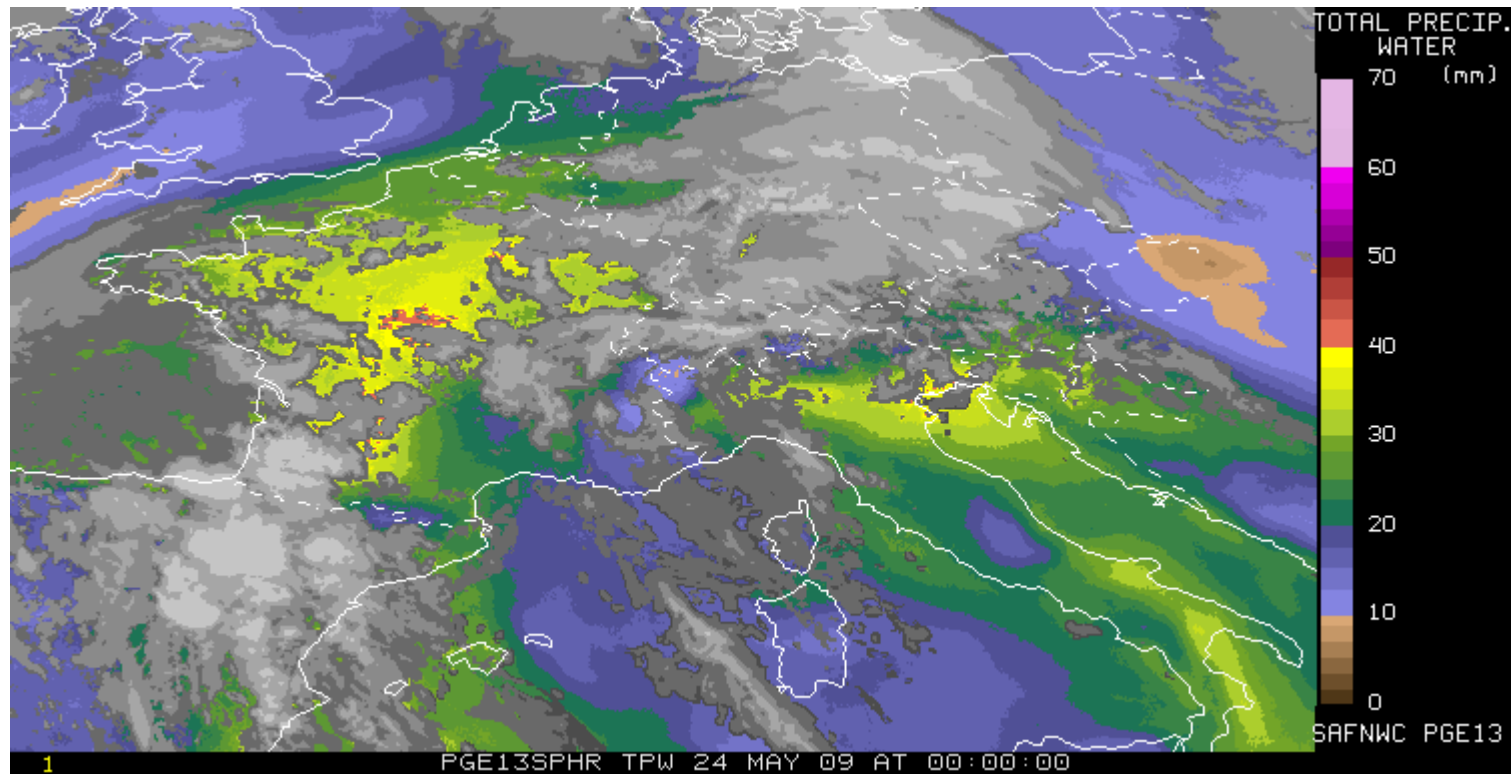 TOTAL PRECIP.
WATER
(mm)
70
60
50
40
30
20
10
0
SAFNWC PGE13
1
PGE13SPHR TPW 24 MAY 09 AT 00:00:00